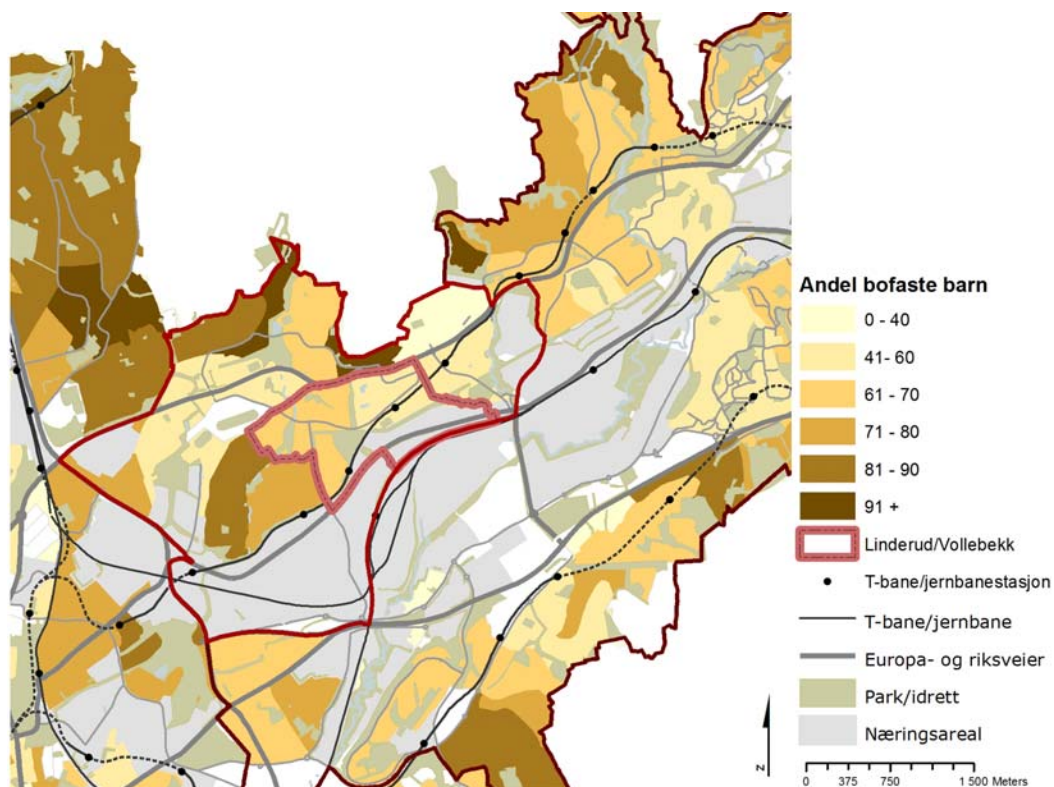 Andel bofaste barn
0 - 40
41- 60
61 - 70
71 - 80
81 - 90
91 +
Linderud/Vollebekk
T-bane/jernbanestasjon
T-bane/jernbane
Europa- og riksveier
Park/idrett
Næringsareal
N
0 375 750 1 500 Meters